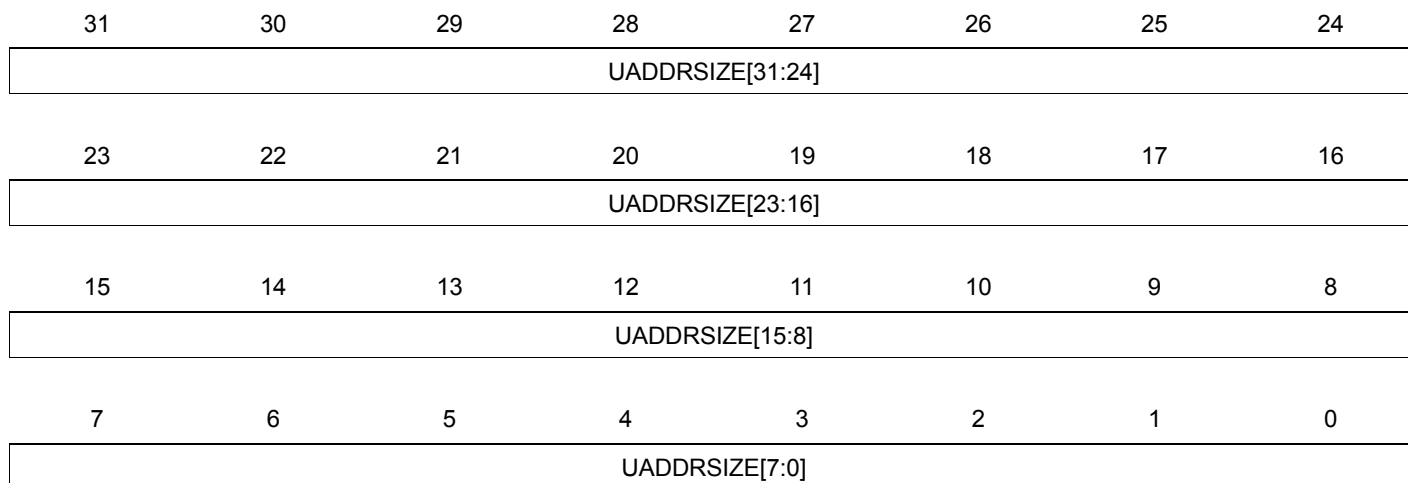 31 30 29 28 27 26 25 24
UADDRSIZE[31:24]
23 22 21 20 19 18 17 16
UADDRSIZE[23:16]
15 14 13 12 11 10 9 8
UADDRSIZE[15:8]
7 6 5 4 3 2 1 0
UADDRSIZE[7:0]